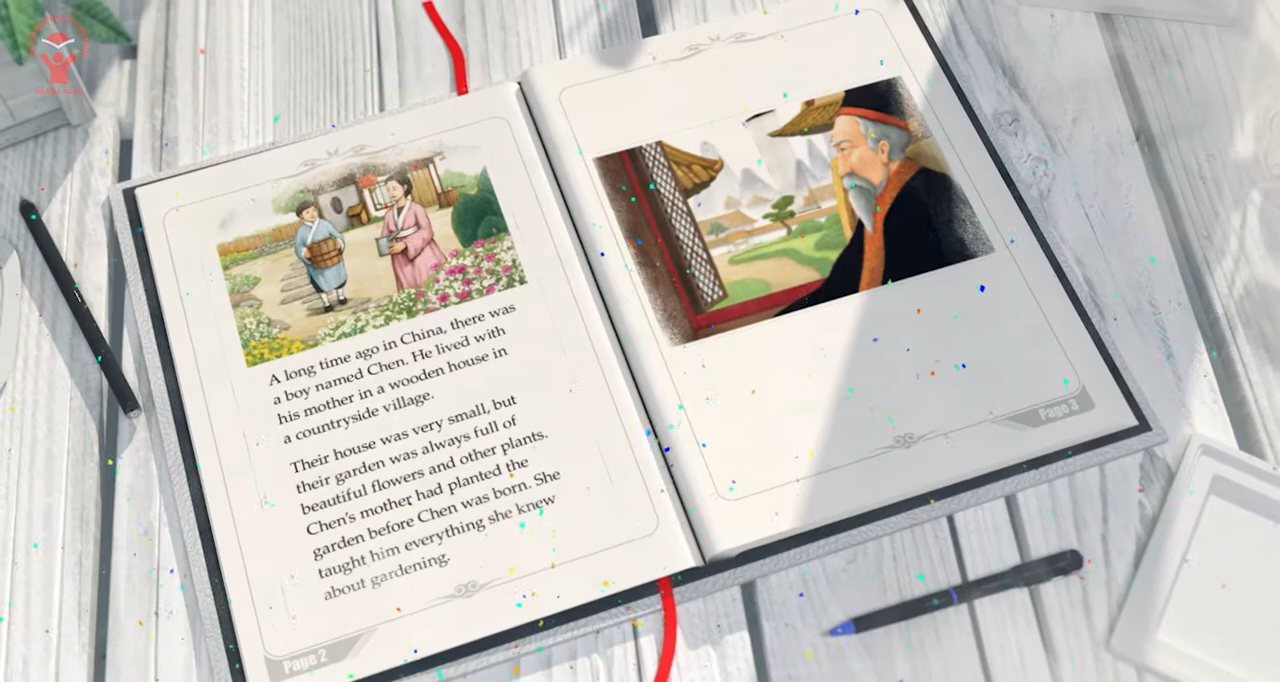 A long time ago in China, there was
a boy named Chen. He lived with
his mother in a wooden house in
a countryside village.
Their house was very small, but
their garden was always full of
beautiful flowers and other plants.
Chen's mother had planted the
garden before Chen was born. She
taught him everything she knew
about gardening.
Page 2
Page 3